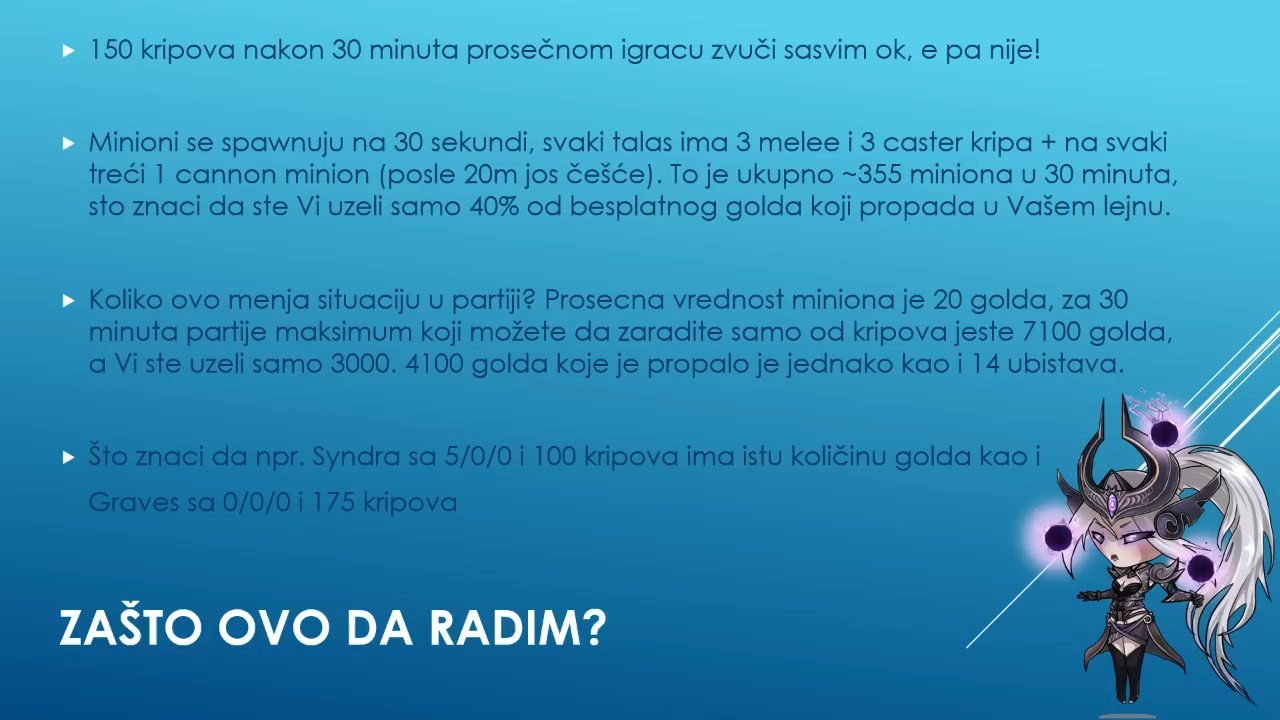 150 kripova nakon 30 minuta prosečnom igracu zvuči sasvim ok, e pa nije!
Minioni se spawnuju na 30 sekundi, svaki talas ima 3 melee i 3 caster kripa + na svaki
treći 1 cannon minion (posle 20m jos češće). To je ukupno ~355 miniona u 30 minuta,
sto znaci da ste Vi uzeli samo 40% od besplatnog golda koji propada u Vašem lejnu.
Koliko ovo menja situaciju u partiji? Prosecna vrednost miniona je 20 golda, za 30
minuta partije maksimum koji možete da zaradite samo od kripova jeste 7100 golda,
a Vi ste uzeli samo 3000. 4100 golda koje je propalo je jednako kao i 14 ubistava.
Što znaci da npr. Syndra sa 5/0/0 i 100 kripova ima istu količinu golda kao i
Graves sa 0/0/0 i 175 kripova
ZAŠTO OVO DA RADIM?